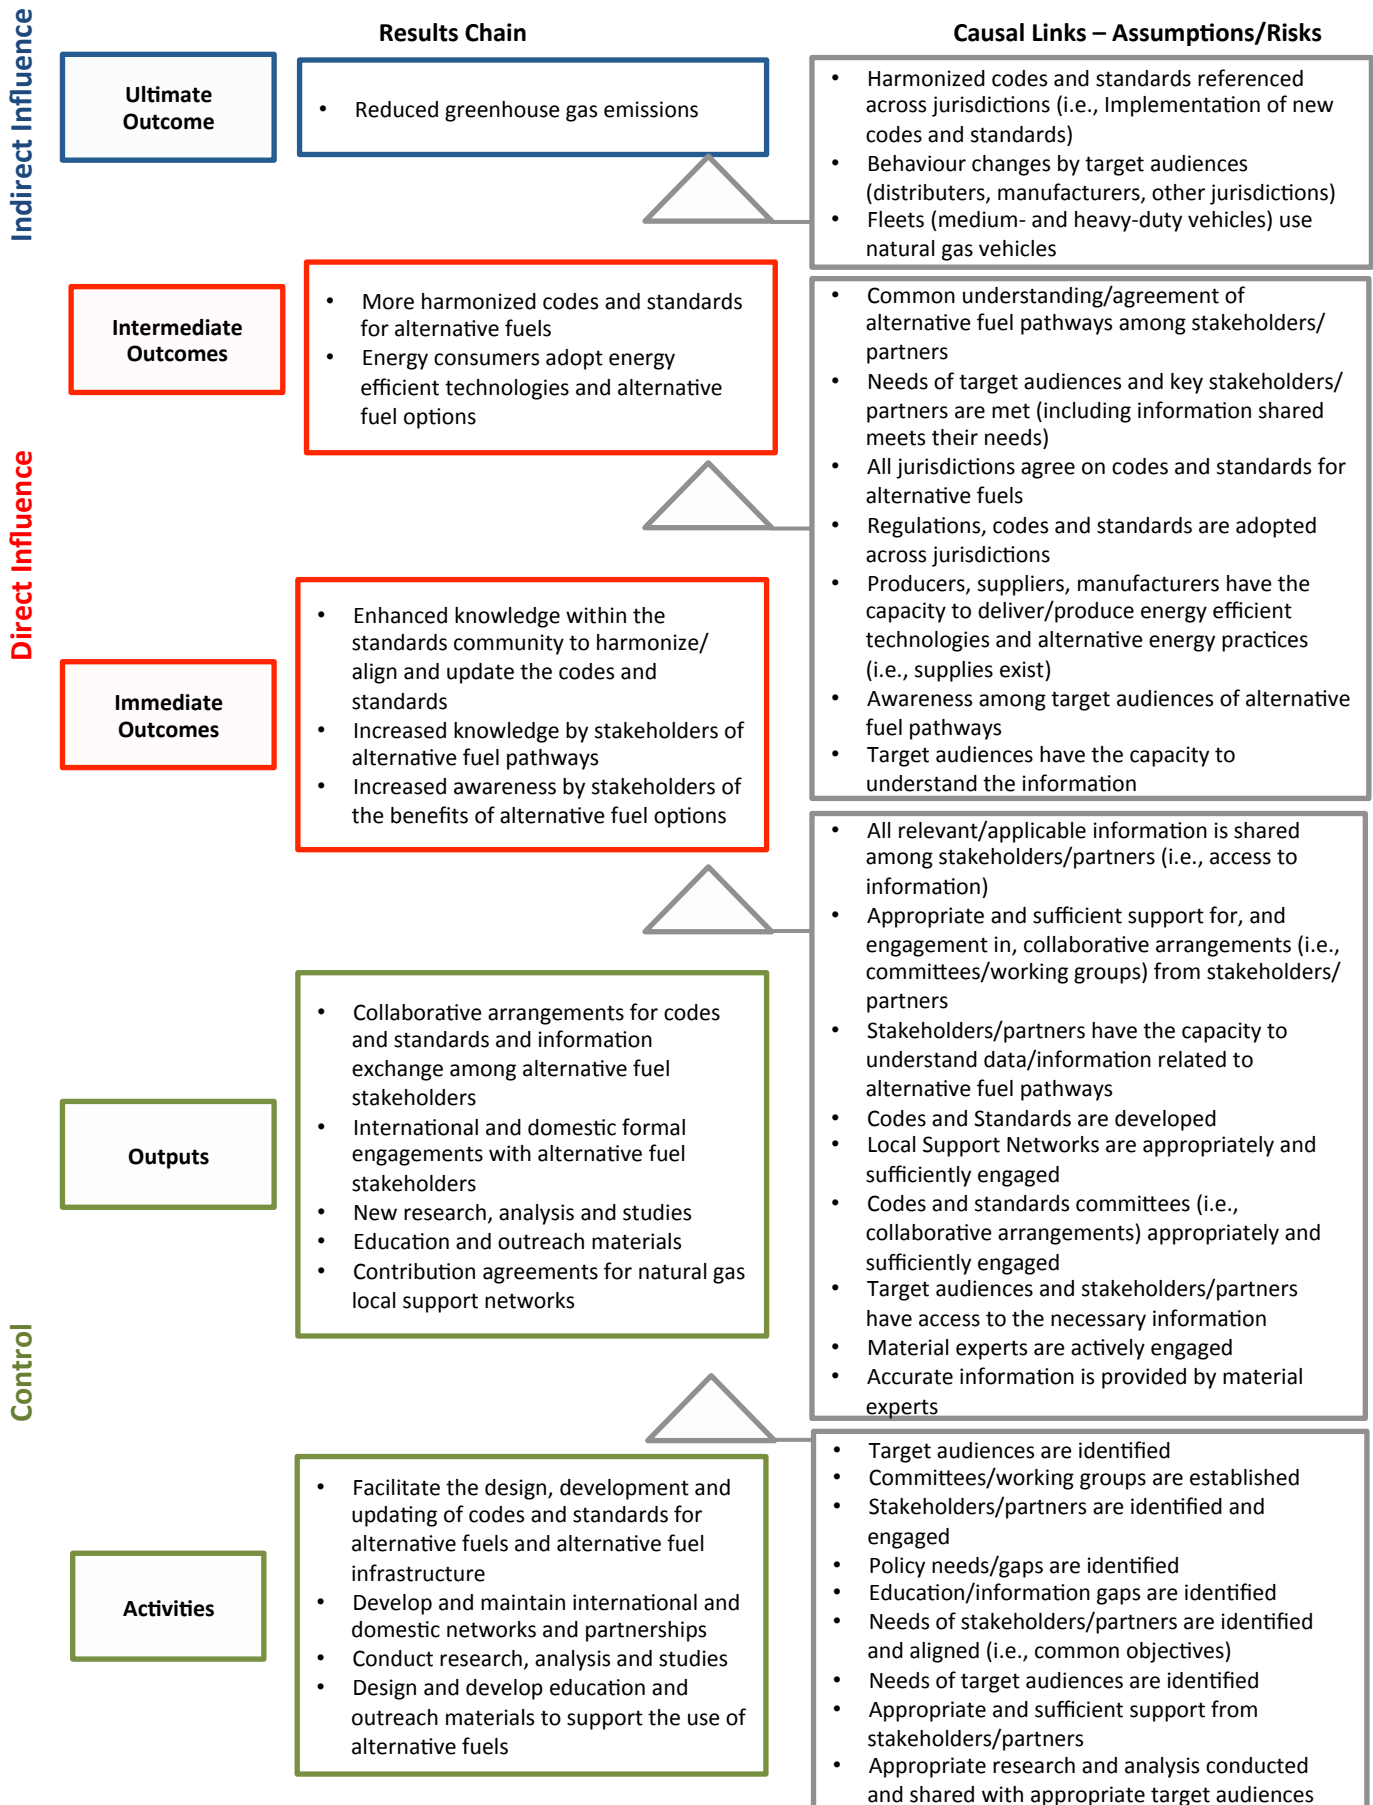 Results Chain
Causal Links – Assumptions/Risks
Indirect Influence
Ultimate
Outcome
• Reduced greenhouse gas emissions
• Harmonized codes and standards referenced
across jurisdictions (i.e., Implementation of new
codes and standards)
• Behaviour changes by target audiences
(distributers, manufacturers, other jurisdictions)
• Fleets (medium- and heavy-duty vehicles) use
natural gas vehicles
Direct Influence
Intermediate
Outcomes
• More harmonized codes and standards
for alternative fuels
• Energy consumers adopt energy
efficient technologies and alternative
fuel options
• Common understanding/agreement of
alternative fuel pathways among stakeholders/
partners
• Needs of target audiences and key stakeholders/
partners are met (including information shared
meets their needs)
• All jurisdictions agree on codes and standards for
alternative fuels
• Regulations, codes and standards are adopted
across jurisdictions
• Producers, suppliers, manufacturers have the
capacity to deliver/produce energy efficient
technologies and alternative energy practices
(i.e., supplies exist)
• Awareness among target audiences of alternative
fuel pathways
• Target audiences have the capacity to
understand the information
Immediate
Outcomes
• Enhanced knowledge within the
standards community to harmonize/
align and update the codes and
standards
• Increased knowledge by stakeholders of
alternative fuel pathways
• Increased awareness by stakeholders of
the benefits of alternative fuel options
• All relevant/applicable information is shared
among stakeholders/partners (i.e., access to
information)
• Appropriate and sufficient support for, and
engagement in, collaborative arrangements (i.e.,
committees/working groups) from stakeholders/
partners
• Stakeholders/partners have the capacity to
understand data/information related to
alternative fuel pathways
• Codes and Standards are developed
• Local Support Networks are appropriately and
sufficiently engaged
• Codes and standards committees (i.e.,
collaborative arrangements) appropriately and
sufficiently engaged
• Target audiences and stakeholders/partners
have access to the necessary information
• Material experts are actively engaged
• Accurate information is provided by material
experts
Control
Outputs
• Collaborative arrangements for codes
and standards and information
exchange among alternative fuel
stakeholders
• International and domestic formal
engagements with alternative fuel
stakeholders
• New research, analysis and studies
• Education and outreach materials
• Contribution agreements for natural gas
local support networks
Activities
• Facilitate the design, development and
updating of codes and standards for
alternative fuels and alternative fuel
infrastructure
• Develop and maintain international and
domestic networks and partnerships
• Conduct research, analysis and studies
• Design and develop education and
outreach materials to support the use of
alternative fuels
• Target audiences are identified
• Committees/working groups are established
• Stakeholders/partners are identified and
engaged
• Policy needs/gaps are identified
• Education/information gaps are identified
• Needs of stakeholders/partners are identified
and aligned (i.e., common objectives)
• Needs of target audiences are identified
• Appropriate and sufficient support from
stakeholders/partners
• Appropriate research and analysis conducted
and shared with appropriate target audiences